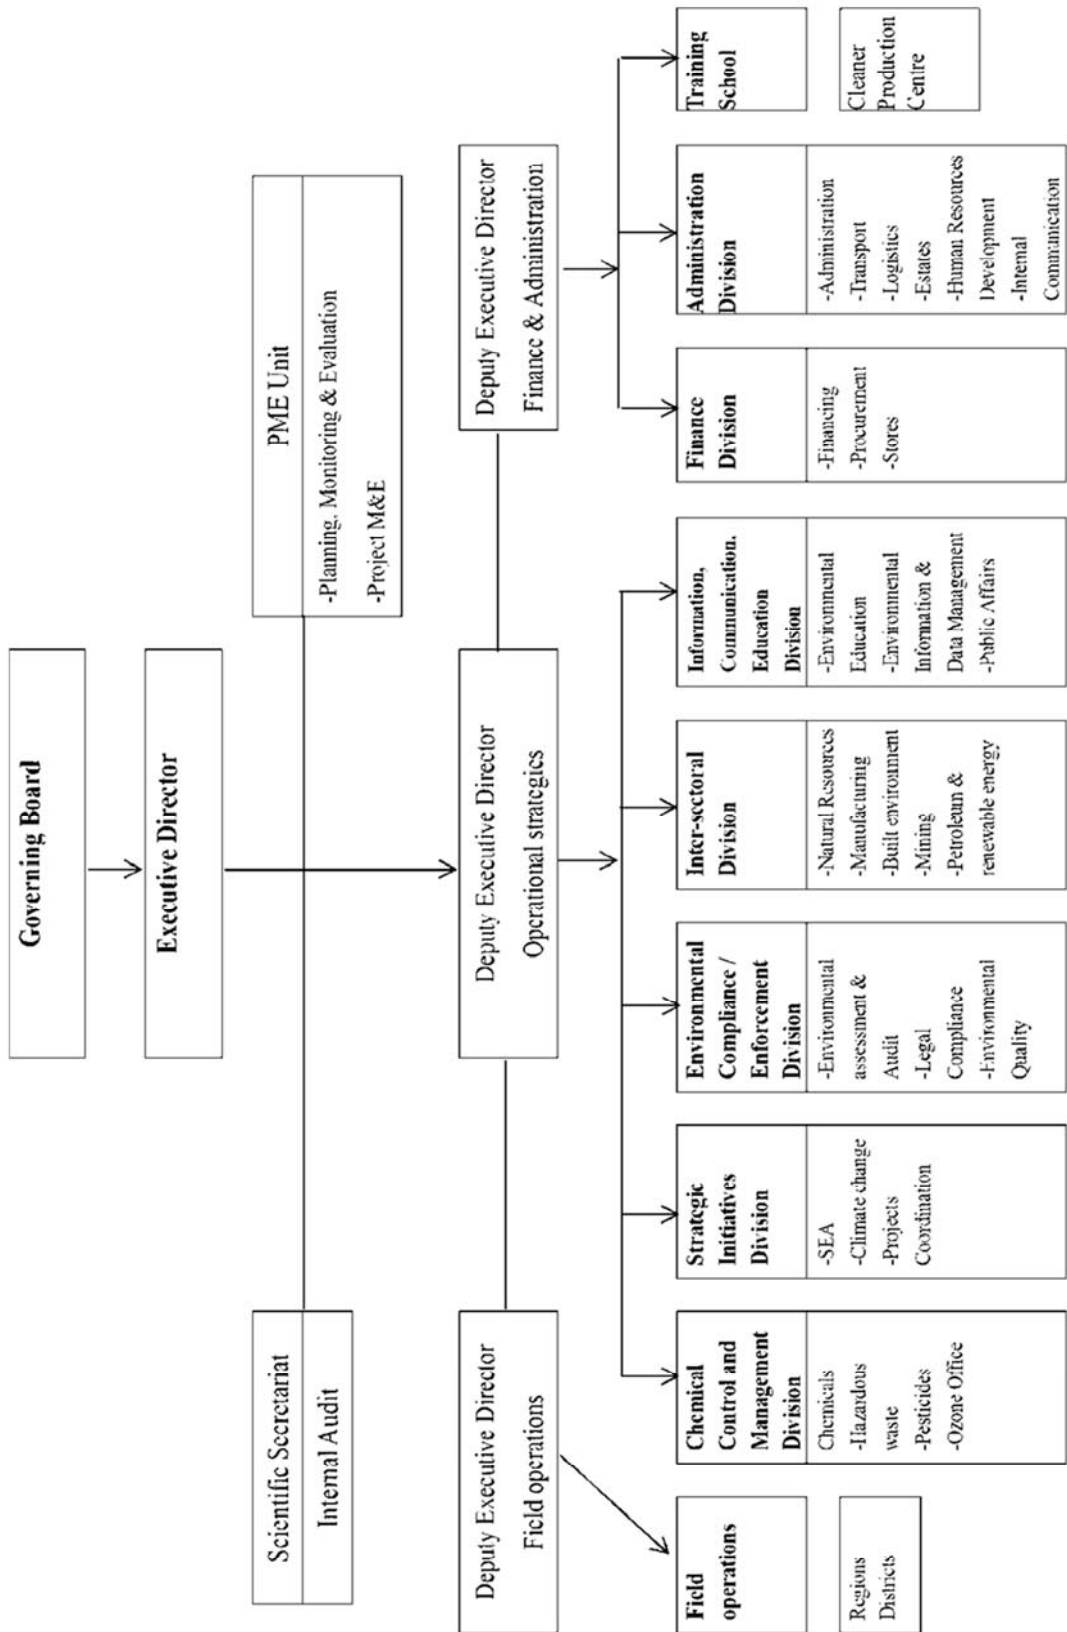 Governing Board
Executive Director
Scientific Secretariat
Internal Audit
PME Unit
-Planning, Monitoring & Evaluation
-Project M&E
Deputy Executive Director
Field operations
Deputy Executive Director
Operational strategies
Deputy Executive Director
Finance & Administration
Field
operations
Regions
Districts
Chemical
Control and
Management
Division
Chemicals
-Hazardous
waste
-Pesticides
-Ozone Office
Strategic
Initiatives
Division
-SEA
-Climate change
-Projects
Coordination
Environmental
Compliance /
Enforcement
Division
-Environmental
assessment &
Audit
-Legal
Compliance
-Environmental
Quality
Inter-sectoral
Division
-Natural Resources
-Manufacturing
-Built environment
-Mining
-Petroleum &
renewable energy
Information,
Communication,
Education
Division
-Environmental
Education
-Environmental
Information &
Data Management
-Public Affairs
Finance
Division
-Financing
-Procurement
-Stores
Administration
Division
-Administration
-Transport
-Logistics
-Estates
-Human Resources
Development
-Internal
Communication
Training
School
Cleaner
Production
Centre